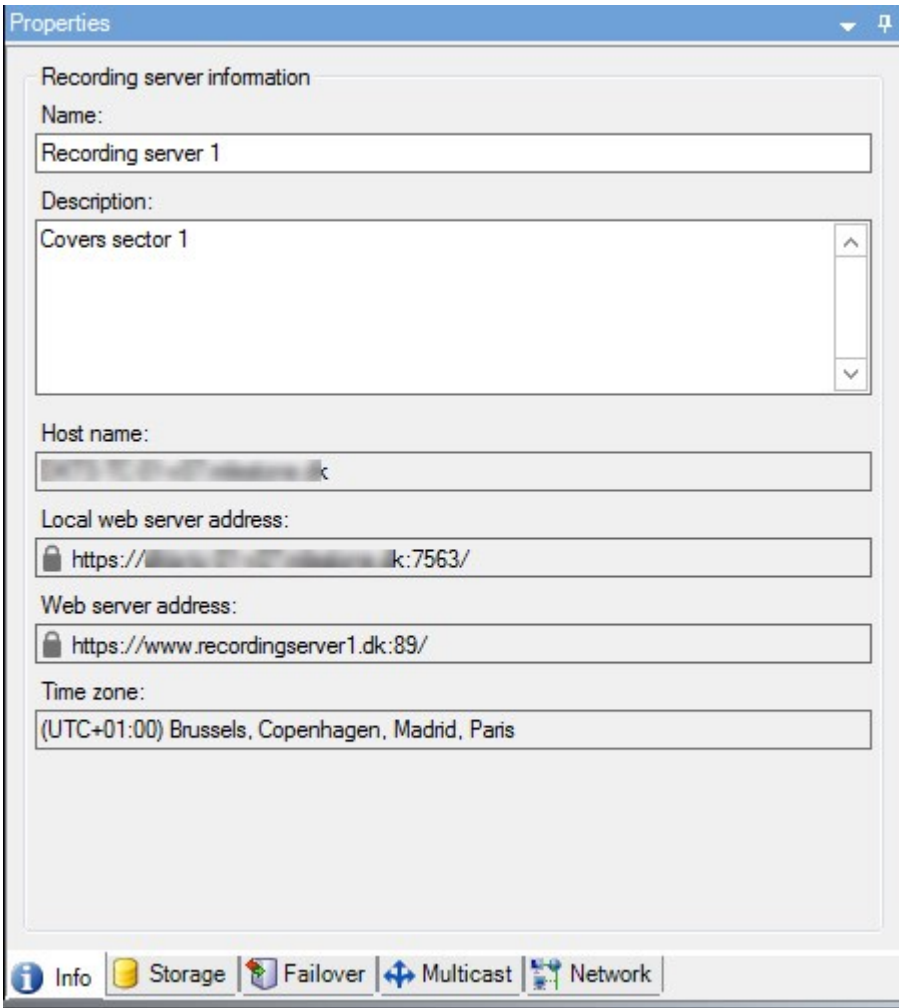 Properties
Recording server information
Name:
Recording server 1
Description:
Covers sector 1
Host name:
k
Local web server address:
https:// k:7563/
Web server address:
https://www.recordingserver1.dk:89/
Time zone:
(UTC+01:00) Brussels, Copenhagen, Madrid, Paris
Info Storage Failover Multicast Network